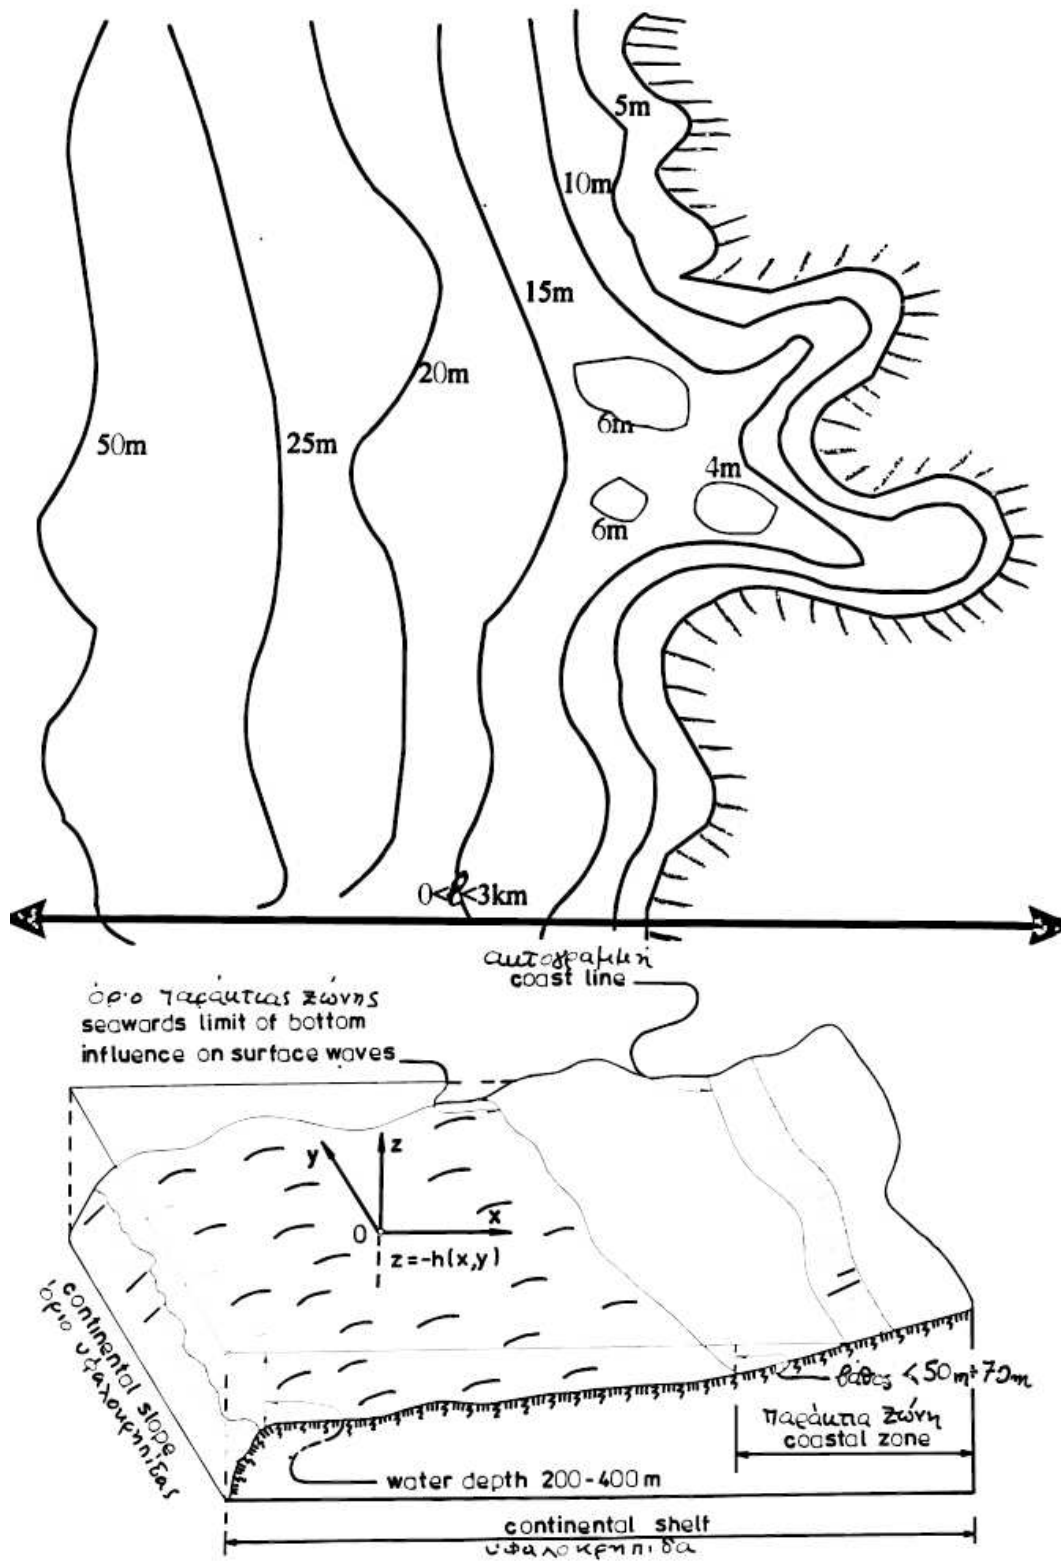 5m
10m
15m
20m
50m
25m
6m
4m
6m
0<ℓ<3km
ακτογραμμή
coast line
όριο παράκτιας ζώνης
seawards limit of bottom
influence on surface waves
y
z
x
0
z=-h(x,y)
continental slope
όριο υφαλοκρηπίδας
βάθος < 50m÷70m
παράκτια ζώνη
coastal zone
water depth 200-400m
continental shelf
υφαλοκρηπίδα